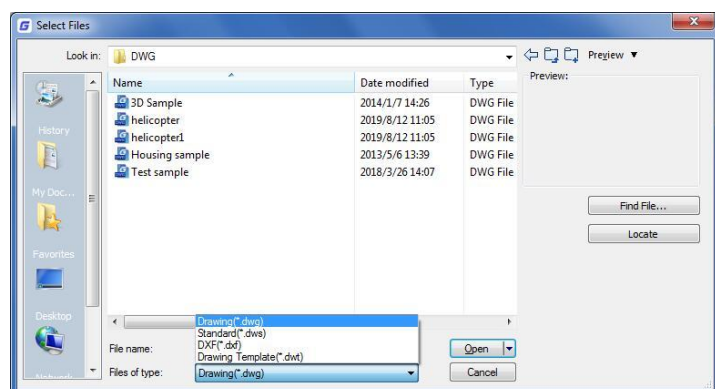 Select Files
Look in: DWG Preview
Name Date modified Type Preview:
3D Sample 2014/1/7 14:26 DWG File
helicopter 2019/8/12 11:05 DWG File
helicopter1 2019/8/12 11:05 DWG File
Housing sample 2013/5/6 13:39 DWG File
Test sample 2018/3/26 14:07 DWG File
History
My Doc...
Favorites
Desktop
Find File...
Locate
Drawing(*.dwg)
Standard(*.dws)
DXF(*.dxf)
Drawing Template(*.dwt)
File name: Open
Files of type: Drawing(*.dwg) Cancel